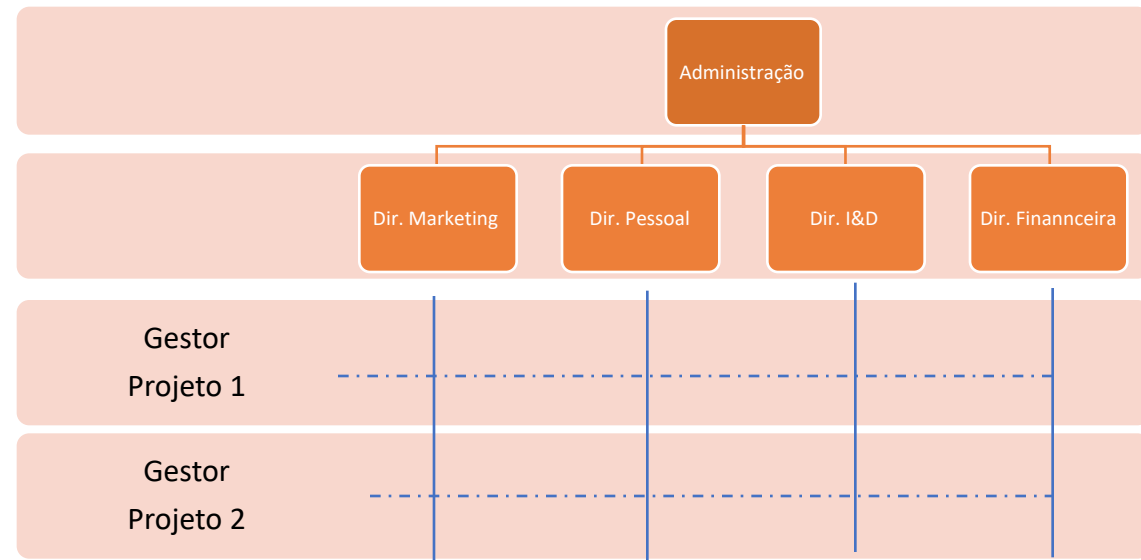 Administração
Dir. Marketing
Dir. Pessoal
Dir. I&D
Dir. Finannceira
Gestor
Projeto 1
Gestor
Projeto 2